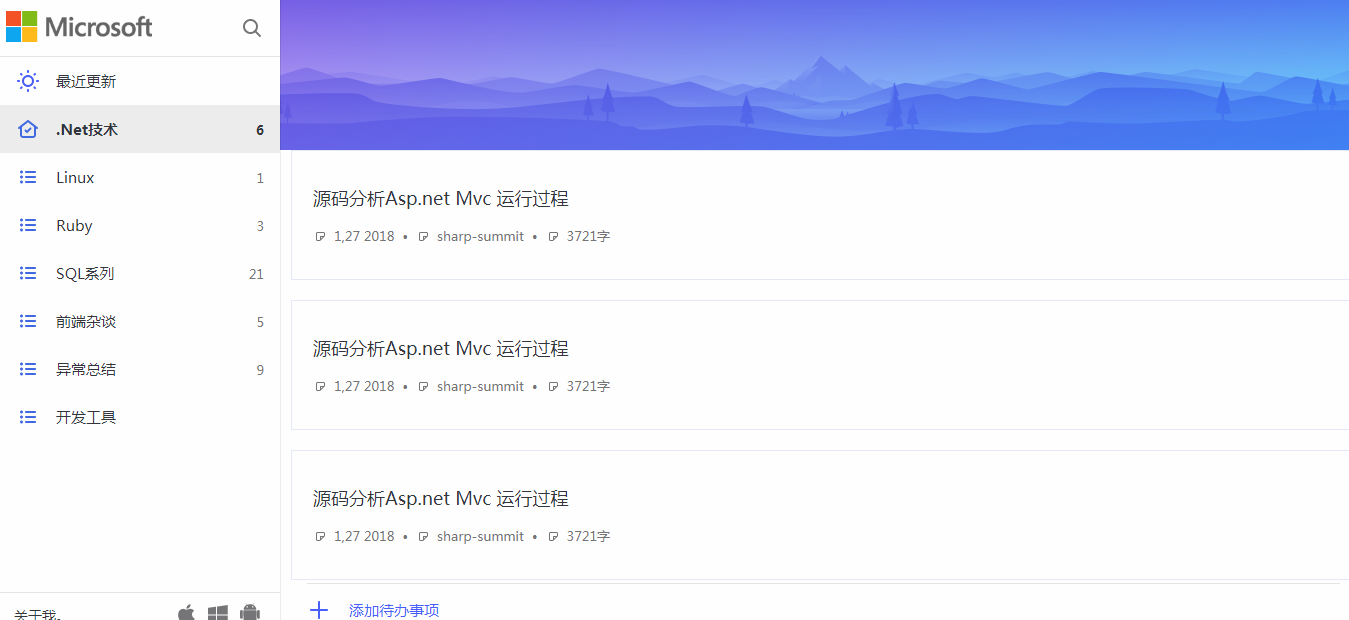 Microsoft
最近更新
.Net技术 6
Linux 1
Ruby 3
SQL系列 21
前端杂谈 5
异常总结 9
开发工具
关于我.
源码分析Asp.net Mvc 运行过程
1,27 2018 • sharp-summit • 3721字
源码分析Asp.net Mvc 运行过程
1,27 2018 • sharp-summit • 3721字
源码分析Asp.net Mvc 运行过程
1,27 2018 • sharp-summit • 3721字
添加待办事项